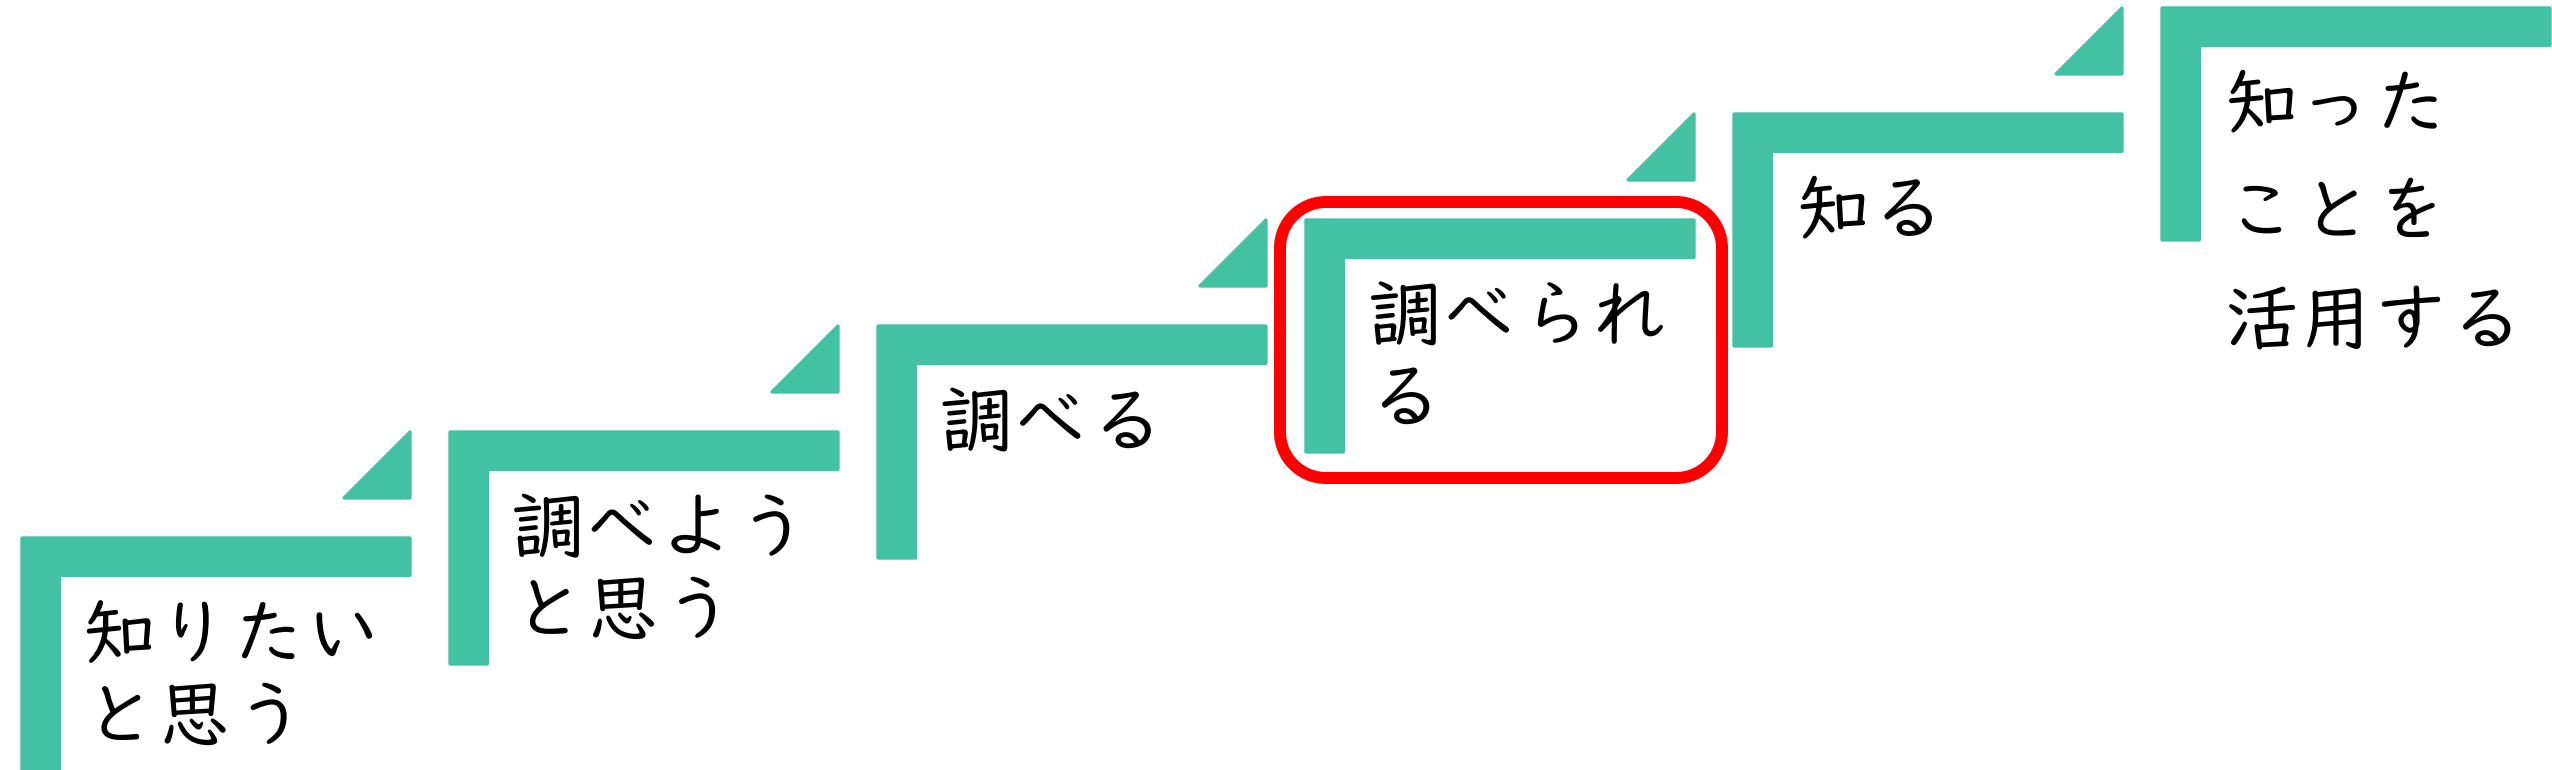 知りたい
と思う
調べよう
と思う
調べる
調べられ
る
知る
知った
ことを
活用する